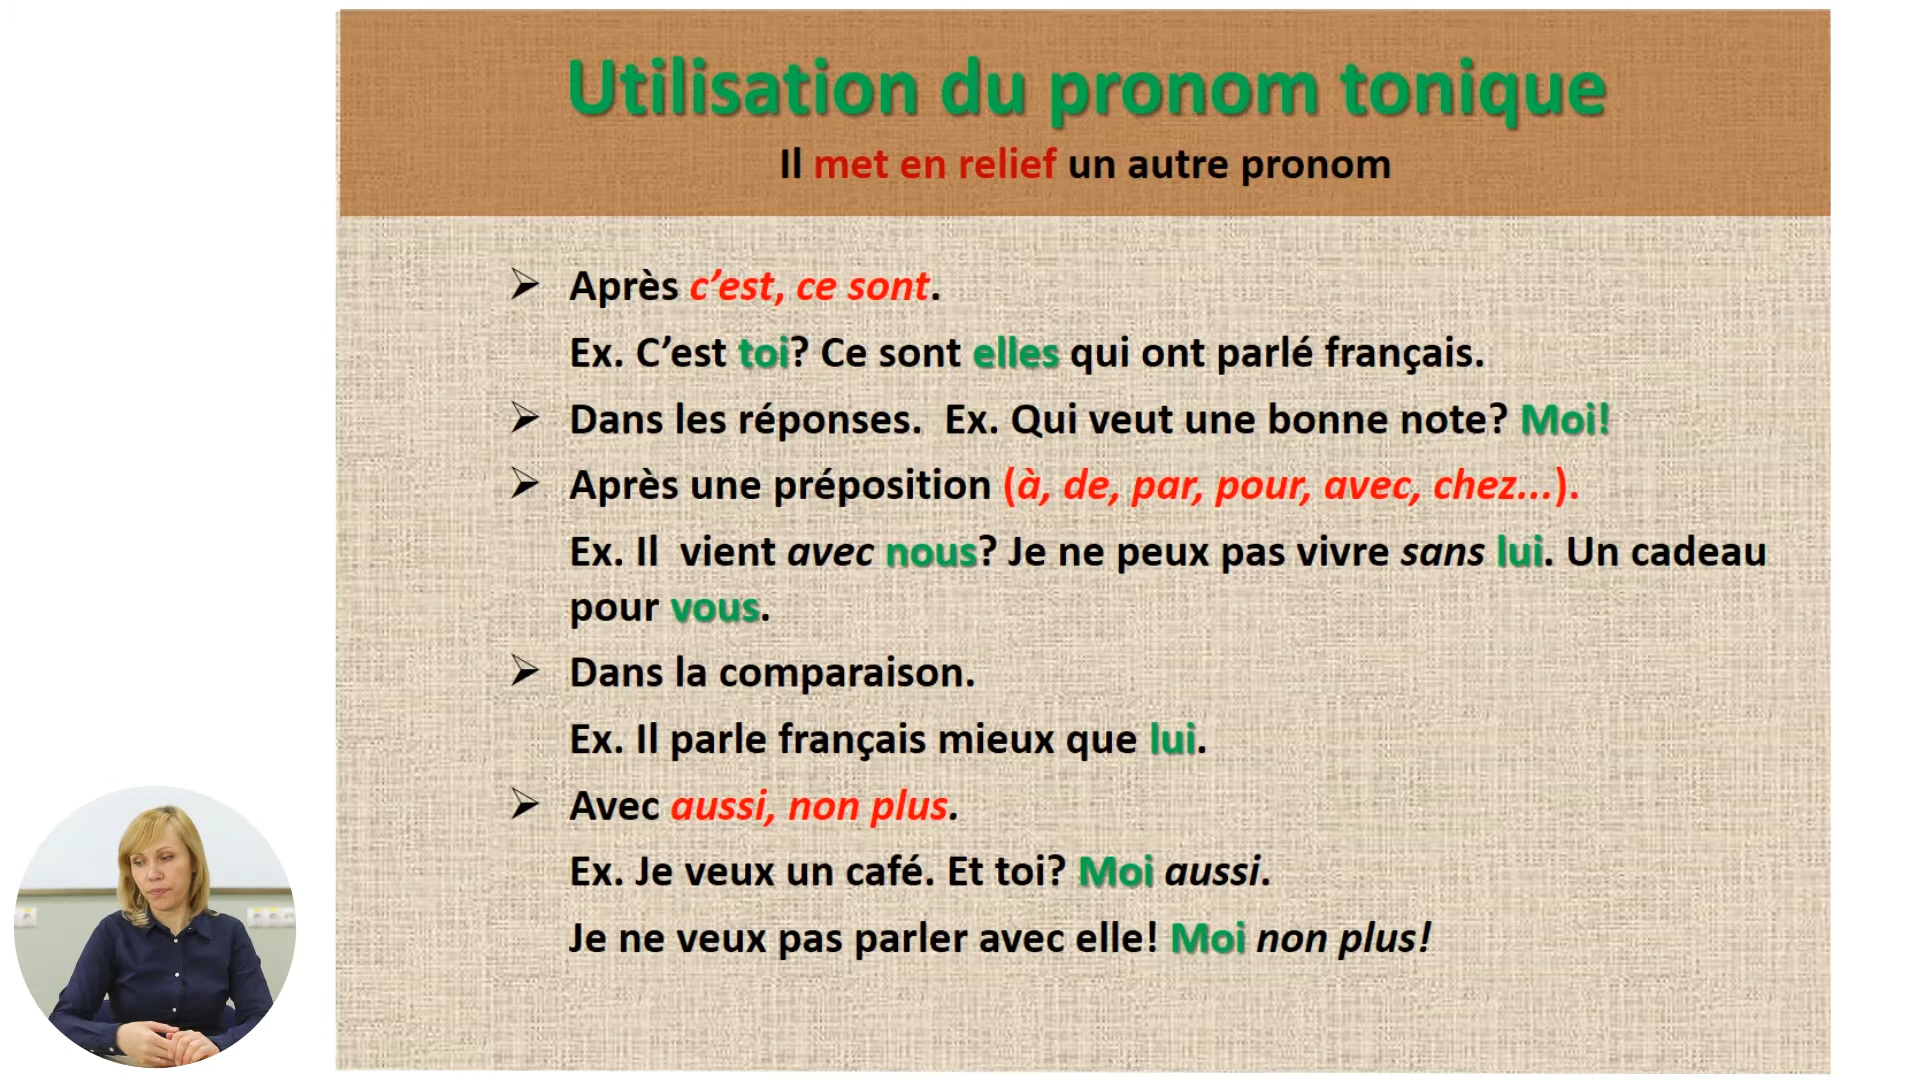 Utilisation du pronom tonique
Il met en relief un autre pronom
Après c’est, ce sont.
Ex. C’est toi? Ce sont elles qui ont parlé français.
Dans les réponses. Ex. Qui veut une bonne note? Moi!
Après une préposition (à, de, par, pour, avec, chez...).
Ex. Il vient avec nous? Je ne peux pas vivre sans lui. Un cadeau
pour vous.
Dans la comparaison.
Ex. Il parle français mieux que lui.
Avec aussi, non plus.
Ex. Je veux un café. Et toi? Moi aussi.
Je ne veux pas parler avec elle! Moi non plus!